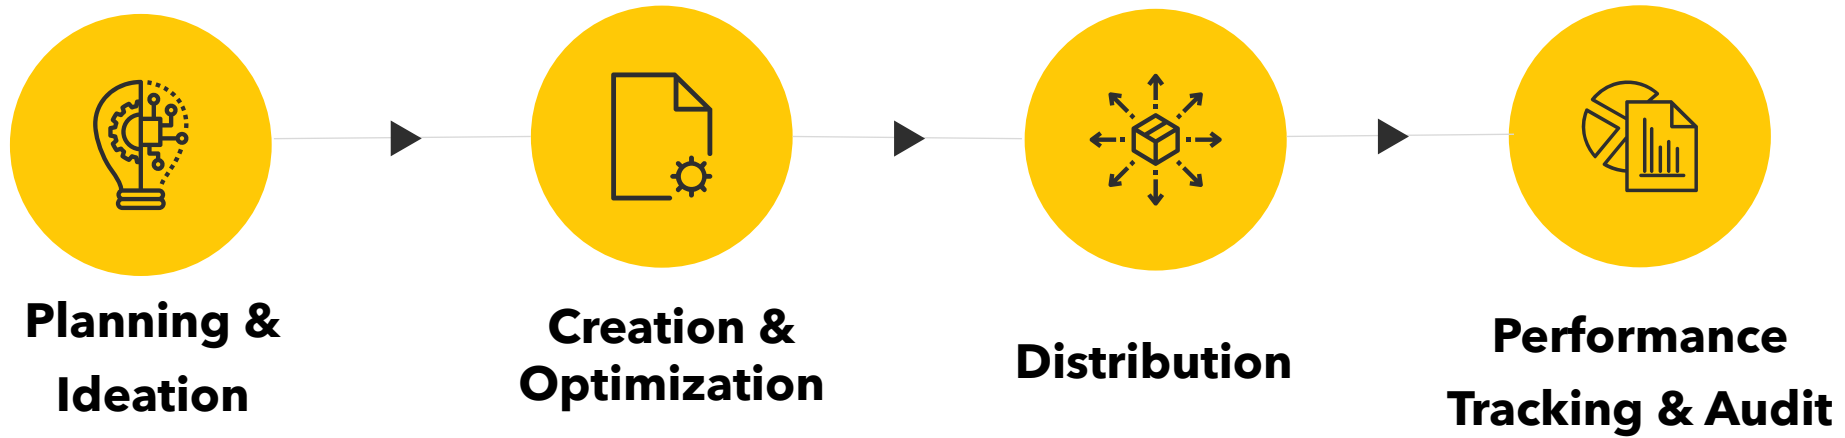 Planning &
Ideation
Creation &
Optimization
Distribution
Performance
Tracking & Audit